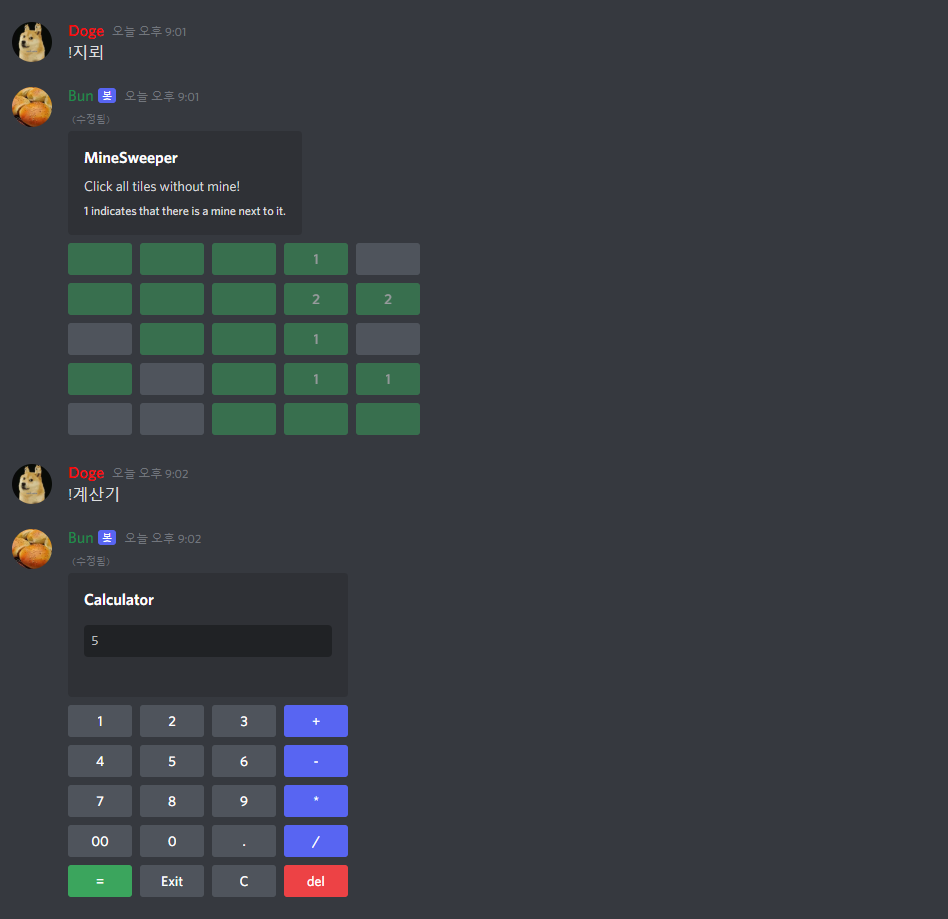 Doge 오늘 오후 9:01
!지뢰
Bun 봇 오늘 오후 9:01
(수정됨)
MineSweeper
Click all tiles without mine!
1 indicates that there is a mine next to it.
1
2 2
1
1 1
Doge 오늘 오후 9:02
!계산기
Bun 봇 오늘 오후 9:02
(수정됨)
Calculator
5
1 2 3 +
4 5 6 -
7 8 9 *
00 0 . /
= Exit C del